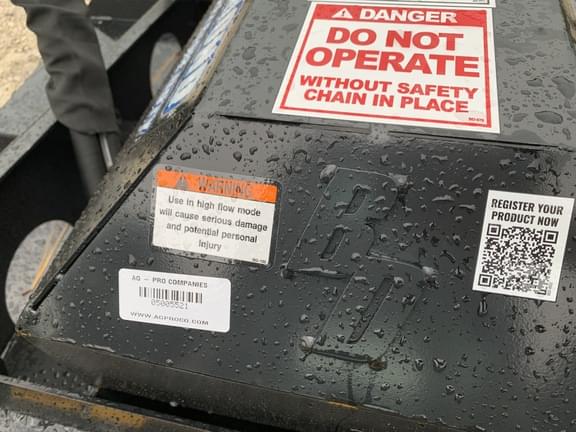 DANGER
DO NOT
OPERATE
WITHOUT SAFETY
CHAIN IN PLACE
WARNING
Use in high flow mode
will cause serious damage
and potential personal
injury
REGISTER YOUR
PRODUCT NOW
AG - PRO COMPANIES
05005521
WWW.AGPROCO.COM